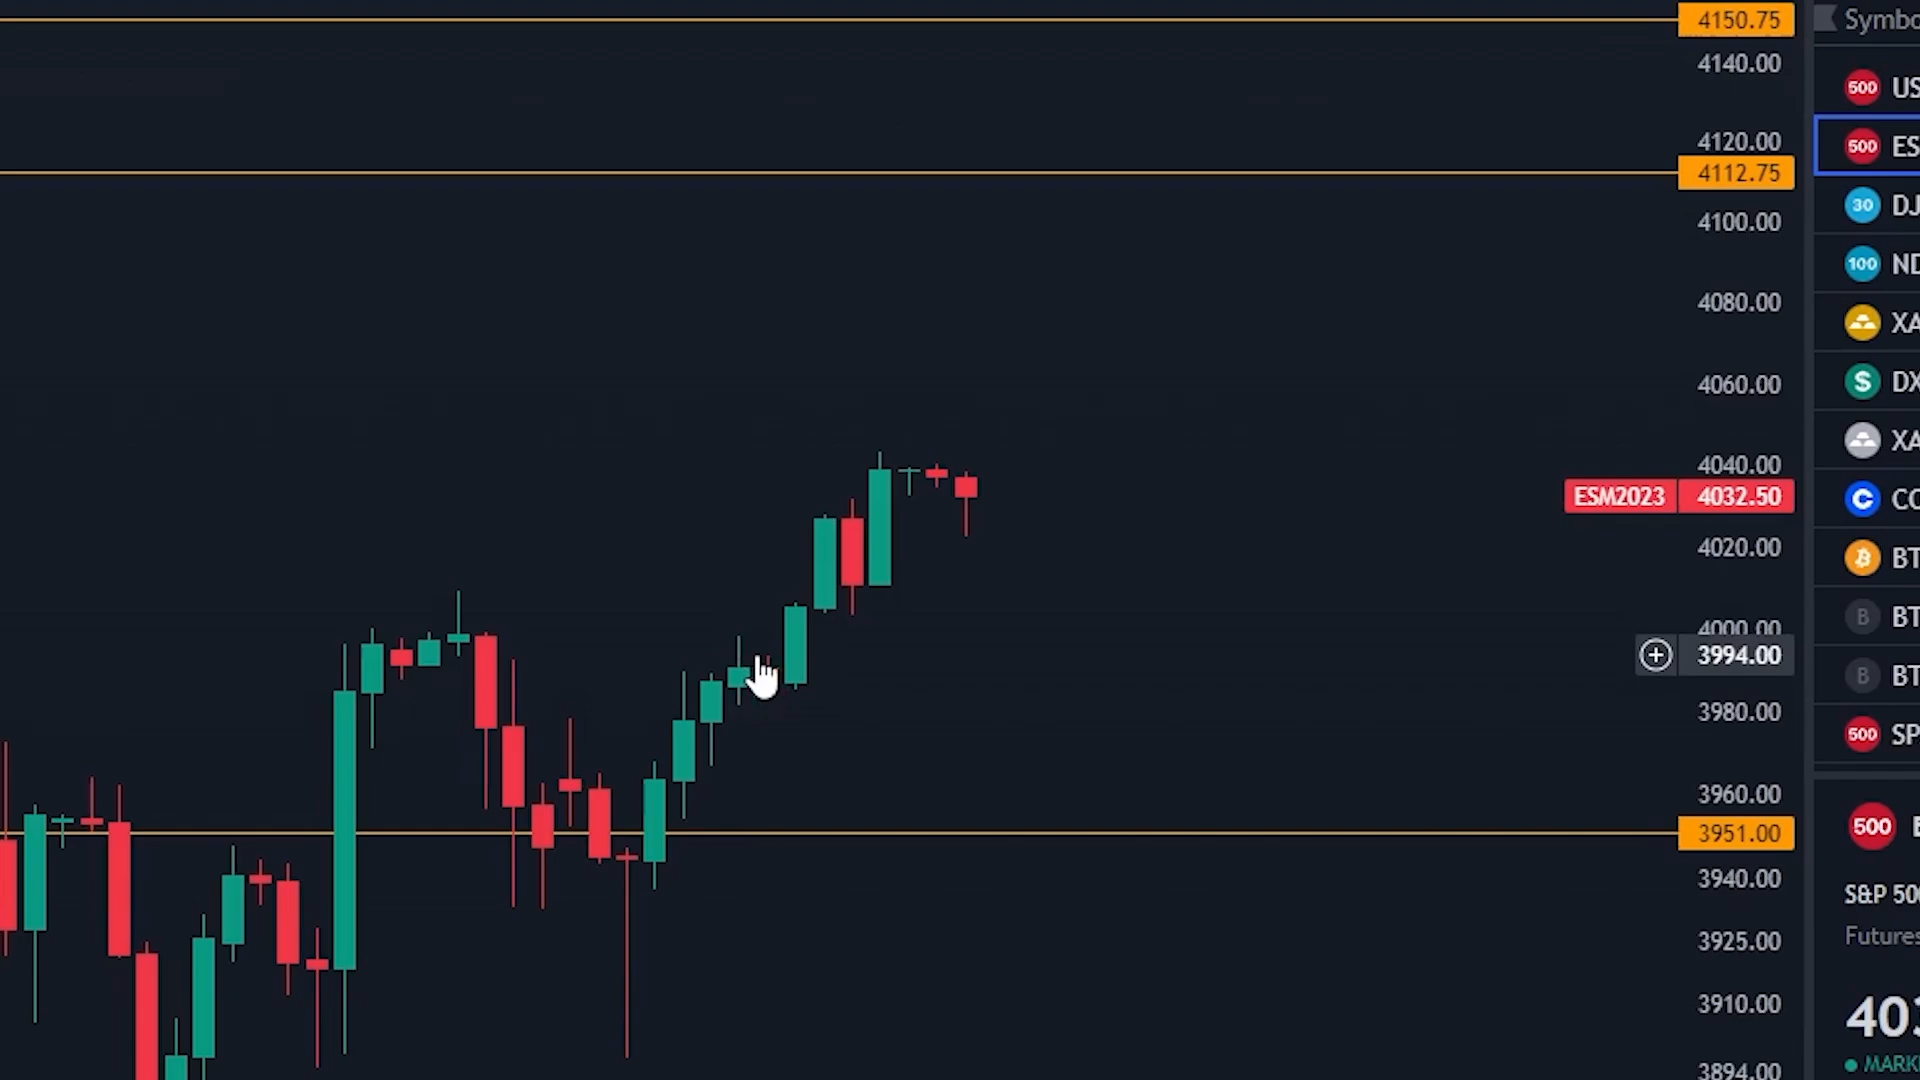 4150.75
4140.00
4120.00
4112.75
4100.00
4080.00
4060.00
4040.00
ESM2023 4032.50
4020.00
4000.00
3994.00
3980.00
3960.00
3951.00
3940.00
3925.00
3910.00
3894.00
Symbo
500 US
500 ES
30 DJ
100 ND
XA
S DX
XA
C CO
BT
B BT
B BT
500 SP
500 E
S&P 500
Futures
403
MARK